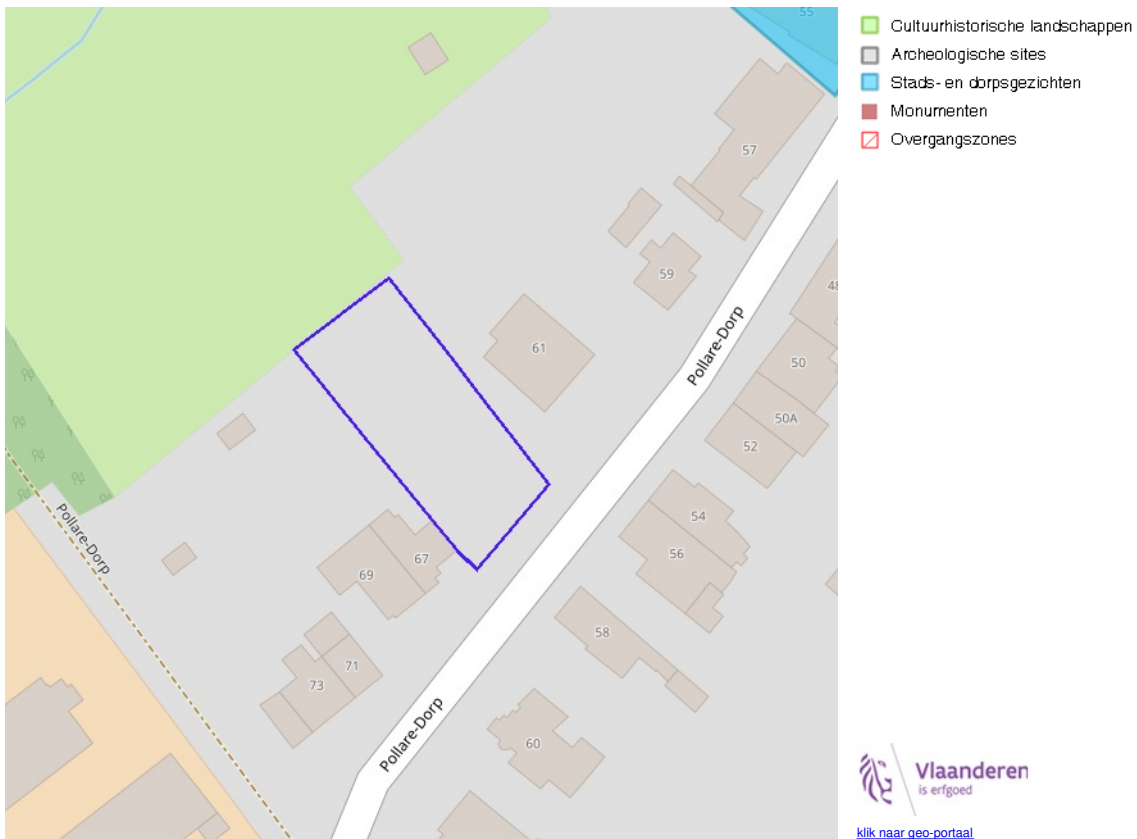 Cultuurhistorische landschappen
Archeologische sites
Stads- en dorpsgezichten
Monumenten
Overgangszones
55
57
59
48
Pollare-Dorp
61
50
50A
52
Pollare-Dorp
54
67
56
69
58
71
73
Pollare-Dorp
60
Vlaanderen
is erfgoed
klik naar geo-portaal